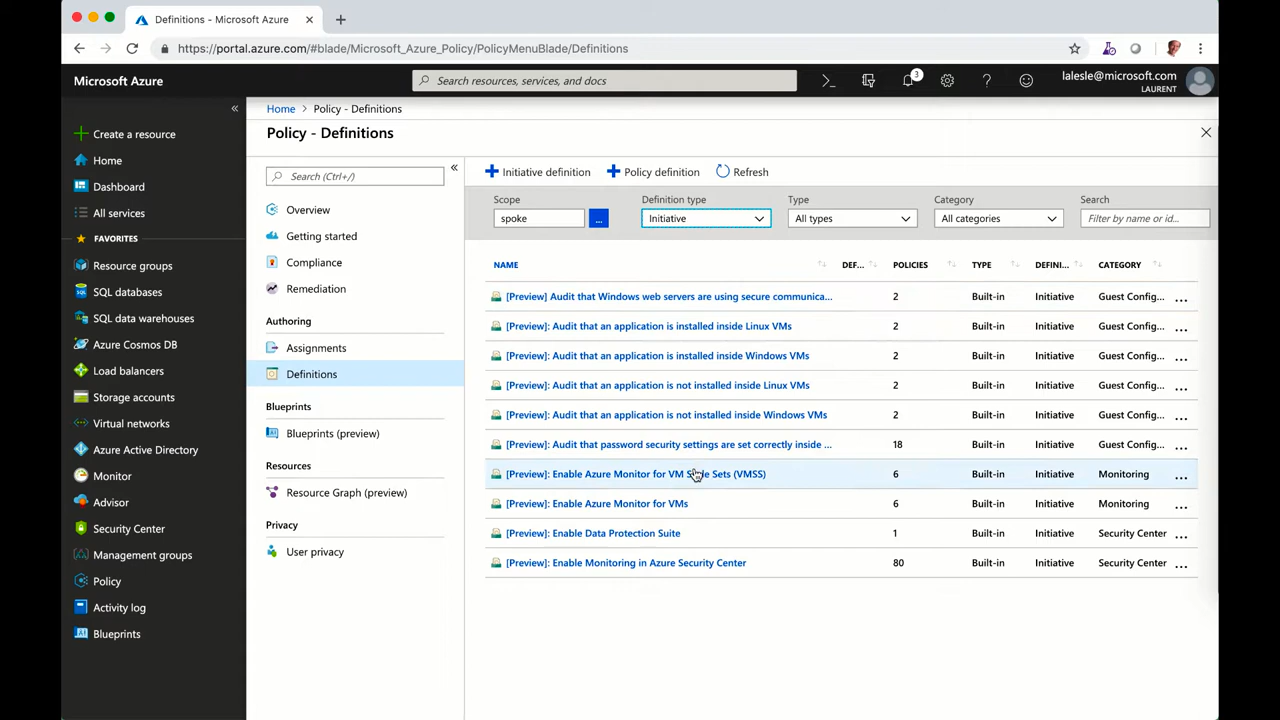 Definitions - Microsoft Azure
https://portal.azure.com/#blade/Microsoft_Azure_Policy/PolicyMenuBlade/Definitions
Microsoft Azure
Search resources, services, and docs
3
lalesle@microsoft.com
LAURENT
Create a resource
Home
Dashboard
All services
FAVORITES
Resource groups
SQL databases
SQL data warehouses
Azure Cosmos DB
Load balancers
Storage accounts
Virtual networks
Azure Active Directory
Monitor
Advisor
Security Center
Management groups
Policy
Activity log
Blueprints
Home > Policy - Definitions
Policy - Definitions
Search (Ctrl+/)
Overview
Getting started
Compliance
Remediation
Authoring
Assignments
Definitions
Blueprints
Blueprints (preview)
Resources
Resource Graph (preview)
Privacy
User privacy
Initiative definition Policy definition Refresh
Scope Definition type Type Category Search
spoke ... Initiative All types All categories Filter by name or id...
NAME DEF... POLICIES TYPE DEFINI... CATEGORY
[Preview] Audit that Windows web servers are using secure communica... 2 Built-in Initiative Guest Config... ...
[Preview]: Audit that an application is installed inside Linux VMs 2 Built-in Initiative Guest Config... ...
[Preview]: Audit that an application is installed inside Windows VMs 2 Built-in Initiative Guest Config... ...
[Preview]: Audit that an application is not installed inside Linux VMs 2 Built-in Initiative Guest Config... ...
[Preview]: Audit that an application is not installed inside Windows VMs 2 Built-in Initiative Guest Config... ...
[Preview]: Audit that password security settings are set correctly inside ... 18 Built-in Initiative Guest Config... ...
[Preview]: Enable Azure Monitor for VM Sets (VMSS) 6 Built-in Initiative Monitoring ...
[Preview]: Enable Azure Monitor for VMs 6 Built-in Initiative Monitoring ...
[Preview]: Enable Data Protection Suite 1 Built-in Initiative Security Center ...
[Preview]: Enable Monitoring in Azure Security Center 80 Built-in Initiative Security Center ...